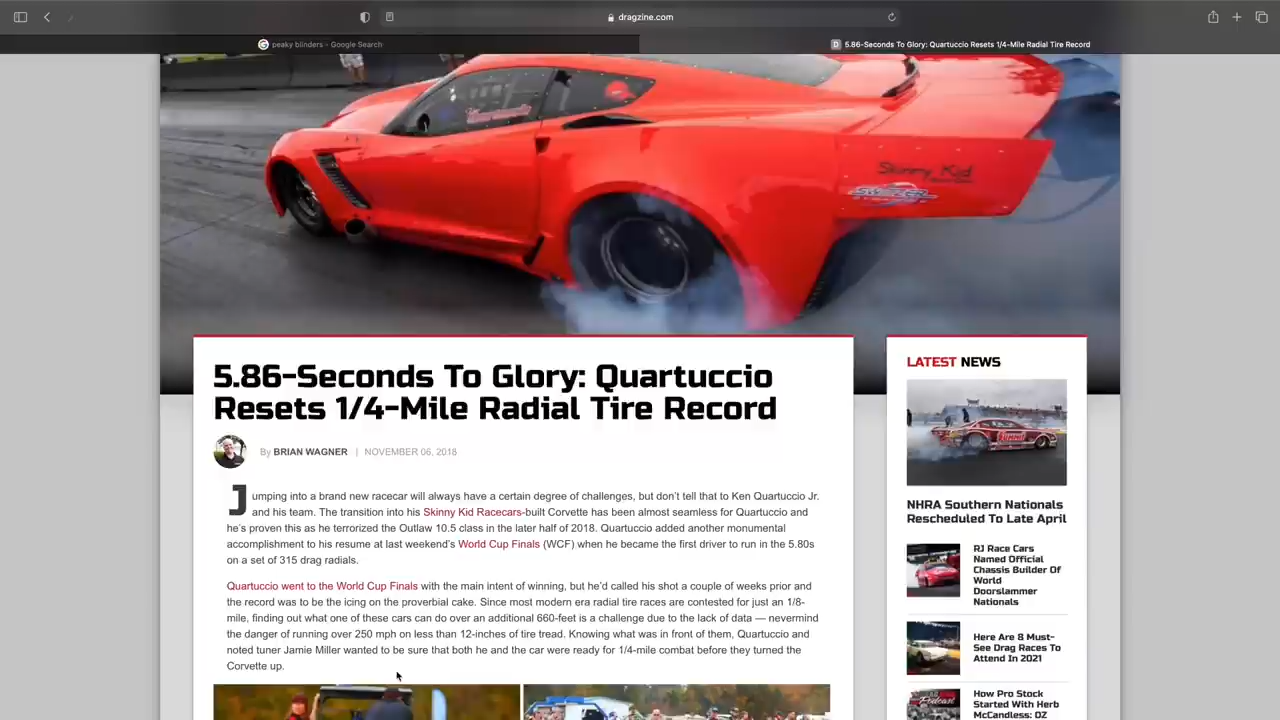 dragzine.com
peaky blinders - Google Search
D 5.86-Seconds To Glory: Quartuccio Resets 1/4-Mile Radial Tire Record
Skinny Kid
5.86-Seconds To Glory: Quartuccio
Resets 1/4-Mile Radial Tire Record
By BRIAN WAGNER | NOVEMBER 06, 2018
Jumping into a brand new racecar will always have a certain degree of challenges, but don't tell that to Ken Quartuccio Jr.
and his team. The transition into his Skinny Kid Racecars-built Corvette has been almost seamless for Quartuccio and
he's proven this as he terrorized the Outlaw 10.5 class in the later half of 2018. Quartuccio added another monumental
accomplishment to his resume at last weekend's World Cup Finals (WCF) when he became the first driver to run in the 5.80s
on a set of 315 drag radials.
Quartuccio went to the World Cup Finals with the main intent of winning, but he'd called his shot a couple of weeks prior and
the record was to be the icing on the proverbial cake. Since most modern era radial tire races are contested for just an 1/8-
mile, finding out what one of these cars can do over an additional 660-feet is a challenge due to the lack of data — nevermind
the danger of running over 250 mph on less than 12-inches of tire tread. Knowing what was in front of them, Quartuccio and
noted tuner Jamie Miller wanted to be sure that both he and the car were ready for 1/4-mile combat before they turned the
Corvette up.
LATEST NEWS
NHRA Southern Nationals
Rescheduled To Late April
RJ Race Cars
Named Official
Chassis Builder Of
World
Doorslammer
Nationals
Here Are 8 Must-
See Drag Races To
Attend In 2021
How Pro Stock
Started With Herb
McCandless: OZ